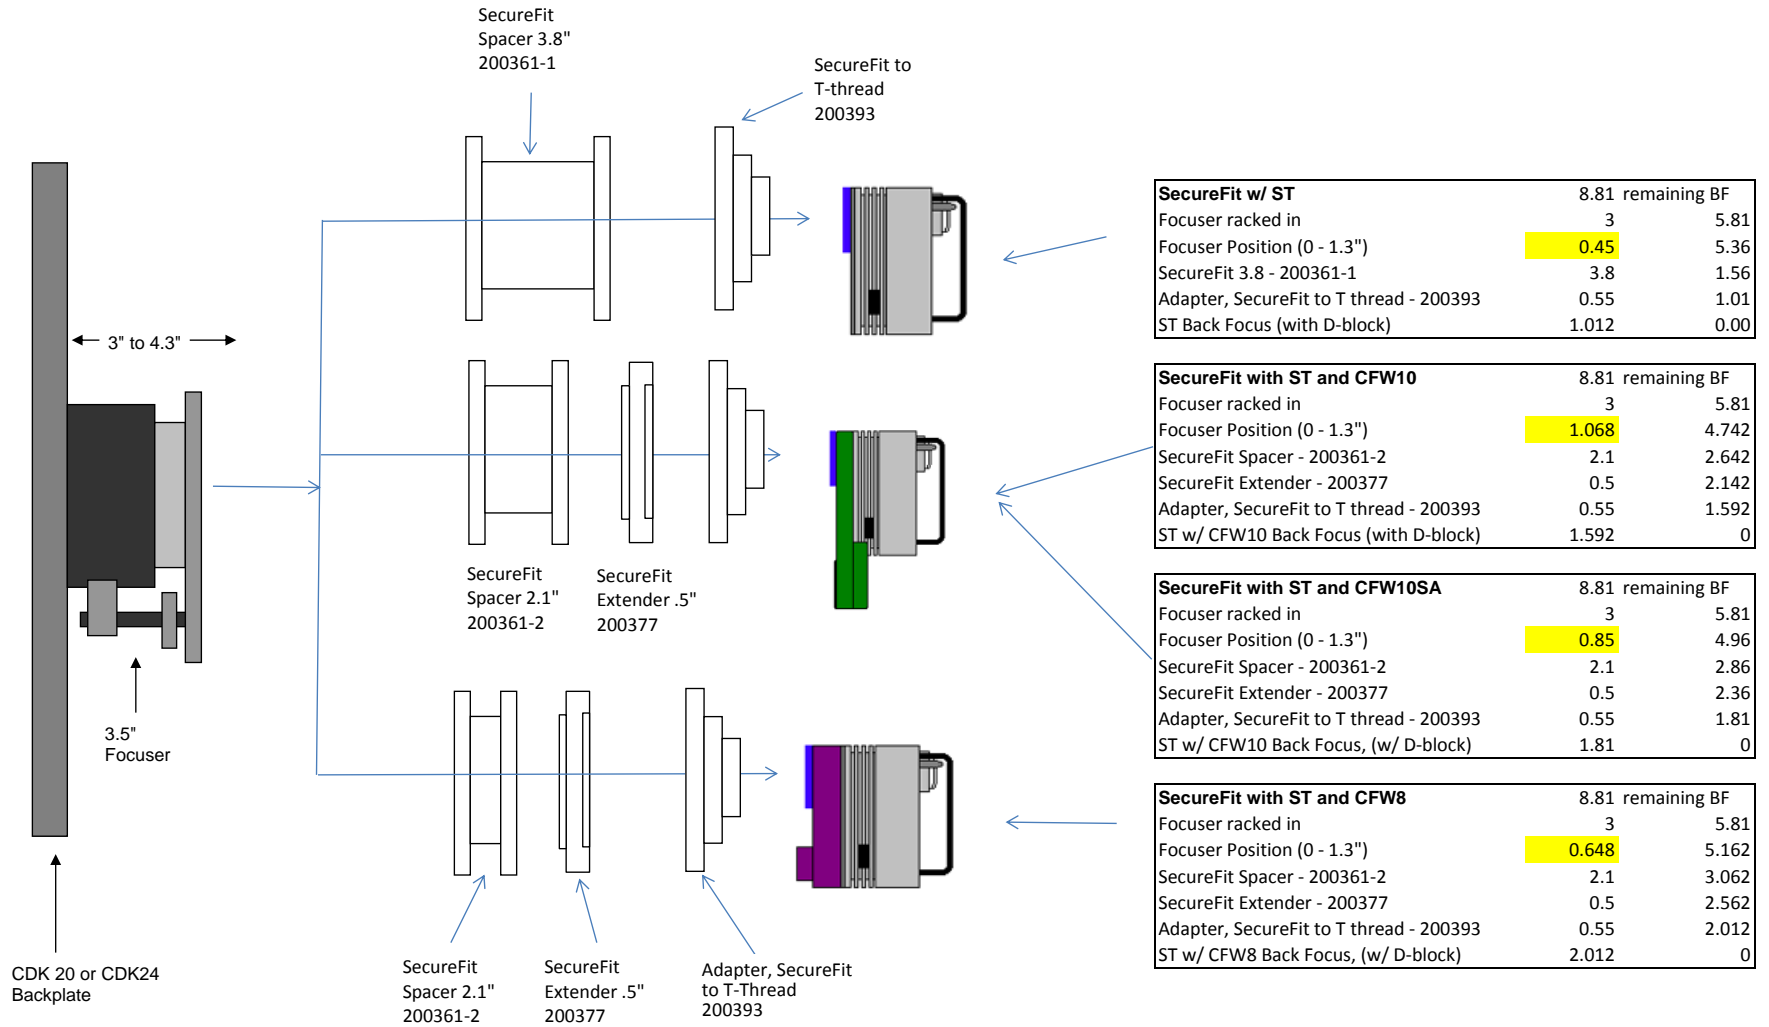 SecureFit
Spacer 3.8"
200361-1
SecureFit to
T-thread
200393
3" to 4.3"
3.5"
Focuser
CDK 20 or CDK24
Backplate
SecureFit
Spacer 2.1"
200361-2
SecureFit
Extender .5"
200377
SecureFit
Spacer 2.1"
200361-2
SecureFit
Extender .5"
200377
Adapter, SecureFit
to T-Thread
200393
SecureFit w/ ST 8.81 remaining BF
Focuser racked in 3 5.81
Focuser Position (0 - 1.3") 0.45 5.36
SecureFit 3.8 - 200361-1 3.8 1.56
Adapter, SecureFit to T thread - 200393 0.55 1.01
ST Back Focus (with D-block) 1.012 0.00
SecureFit with ST and CFW10 8.81 remaining BF
Focuser racked in 3 5.81
Focuser Position (0 - 1.3") 1.068 4.742
SecureFit Spacer - 200361-2 2.1 2.642
SecureFit Extender - 200377 0.5 2.142
Adapter, SecureFit to T thread - 200393 0.55 1.592
ST w/ CFW10 Back Focus (with D-block) 1.592 0
SecureFit with ST and CFW10SA 8.81 remaining BF
Focuser racked in 3 5.81
Focuser Position (0 - 1.3") 0.85 4.96
SecureFit Spacer - 200361-2 2.1 2.86
SecureFit Extender - 200377 0.5 2.36
Adapter, SecureFit to T thread - 200393 0.55 1.81
ST w/ CFW10 Back Focus, (w/ D-block) 1.81 0
SecureFit with ST and CFW8 8.81 remaining BF
Focuser racked in 3 5.81
Focuser Position (0 - 1.3") 0.648 5.162
SecureFit Spacer - 200361-2 2.1 3.062
SecureFit Extender - 200377 0.5 2.562
Adapter, SecureFit to T thread - 200393 0.55 2.012
ST w/ CFW8 Back Focus, (w/ D-block) 2.012 0